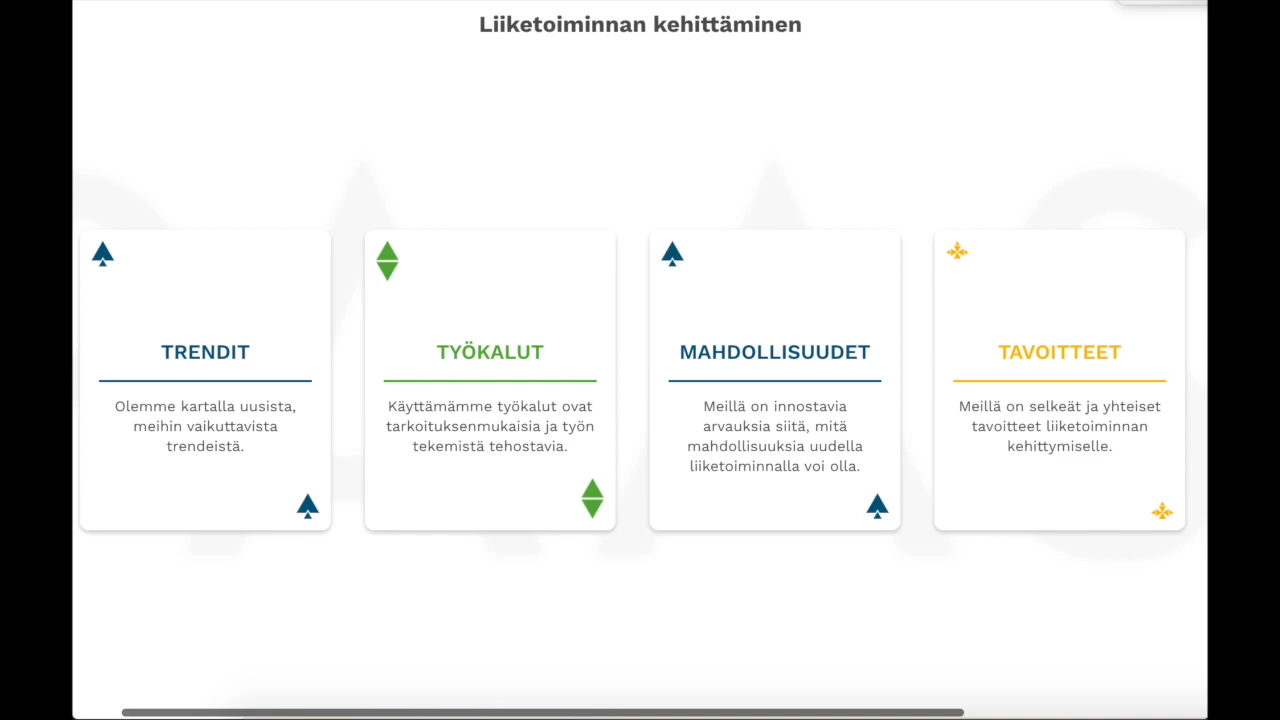 Liiketoiminnan kehittäminen
TRENDIT
Olemme kartalla uusista,
meihin vaikuttavista
trendeistä.
TYÖKALUT
Käyttämämme työkalut ovat
tarkoituksenmukaisia ja työn
tekemistä tehostavia.
MAHDOLLISUUDET
Meillä on innostavia
arvauksia siitä, mitä
mahdollisuuksia uudella
liiketoiminnalla voi olla.
TAVOITTEET
Meillä on selkeät ja yhteiset
tavoitteet liiketoiminnan
kehittymiselle.